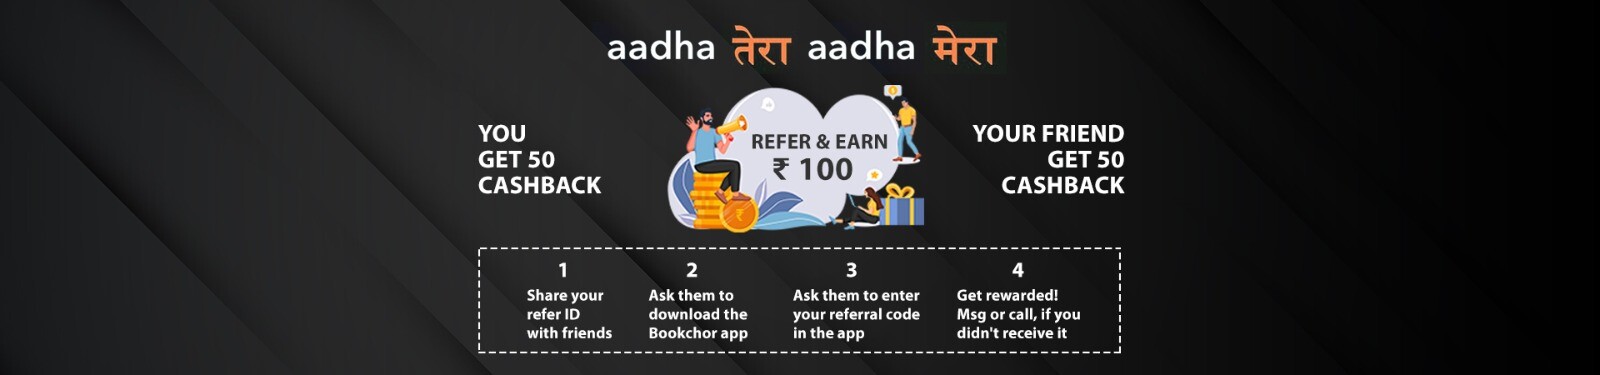 aadha तेरा aadha मेरा
YOU
GET 50
CASHBACK
REFER & EARN
₹ 100
YOUR FRIEND
GET 50
CASHBACK
1
Share your
refer ID
with friends
2
Ask them to
download the
Bookchor app
3
Ask them to enter
your referral code
in the app
4
Get rewarded!
Msg or call, if you
didn't receive it